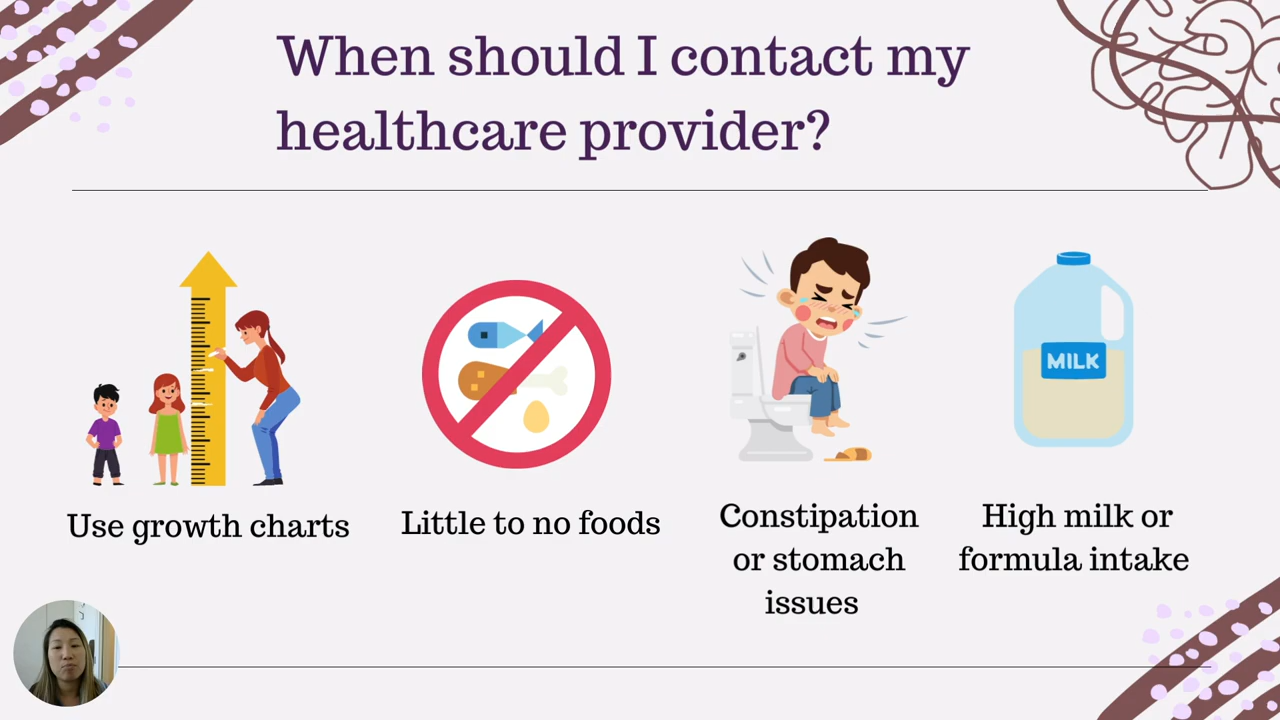 When should I contact my
healthcare provider?
Use growth charts
Little to no foods
Constipation
or stomach
issues
MILK
High milk or
formula intake